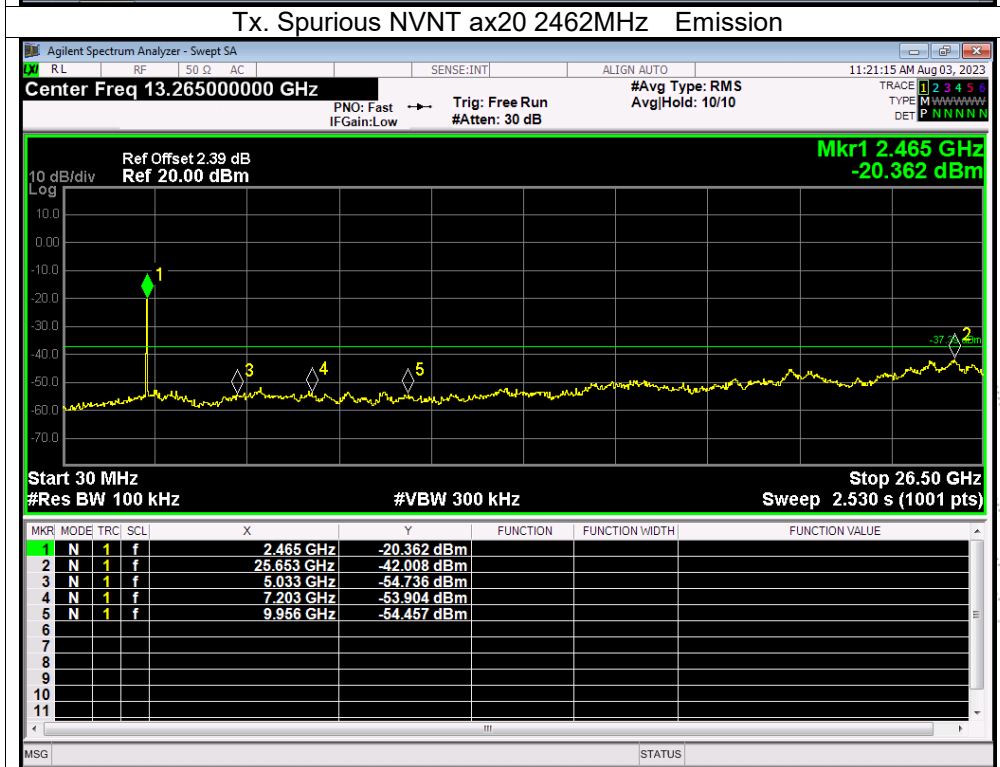 Tx. Spurious NVNT ax20 2462MHz Emission
Agilent Spectrum Analyzer - Swept SA
LXI RL RF 50 Ω AC SENSE:INT ALIGN AUTO 11:21:15 AM Aug 03, 2023
Center Freq 13.265000000 GHz #Avg Type: RMS TRACE 1 2 3 4 5 6
PNO: Fast Trig: Free Run Avg|Hold: 10/10 TYPE M WWWWW
IFGain:Low #Atten: 30 dB DET P N N N N N
Mkr1 2.465 GHz
Ref Offset 2.39 dB
10 dB/div Ref 20.00 dBm -20.362 dBm
Log
10.0
0.00
-10.0
1
-20.0
-30.0
2
-40.0
3 4 5
-50.0
-60.0
-70.0
Start 30 MHz Stop 26.50 GHz
#Res BW 100 kHz #VBW 300 kHz Sweep 2.530 s (1001 pts)
MKR MODE TRC SCL X Y FUNCTION FUNCTION WIDTH FUNCTION VALUE
1 N 1 f 2.465 GHz -20.362 dBm
2 N 1 f 25.653 GHz -42.008 dBm
3 N 1 f 5.033 GHz -54.736 dBm
4 N 1 f 7.203 GHz -53.904 dBm
5 N 1 f 9.956 GHz -54.457 dBm
6
7
8
9
10
11
MSG STATUS